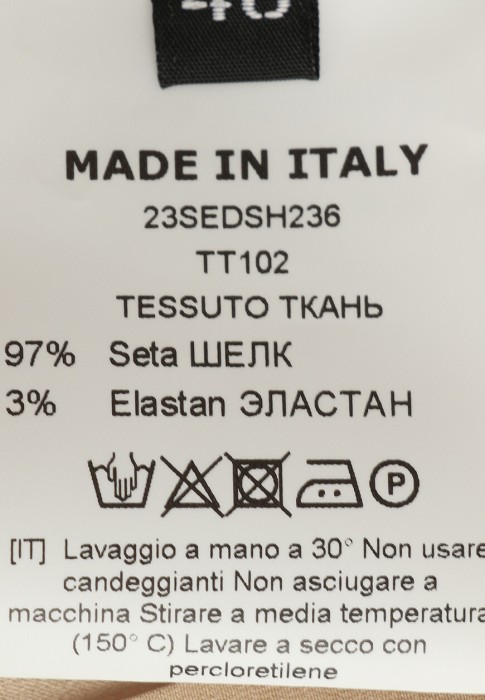 40
MADE IN ITALY
23SEDSH236
TT102
TESSUTO ТКАНЬ
97% Seta ШЕЛК
3% Elastan ЭЛАСТАН
P
[IT] Lavaggio a mano a 30° Non usare
candeggianti Non asciugare a
macchina Stirare a media temperatura
(150° C) Lavare a secco con
percloretilene